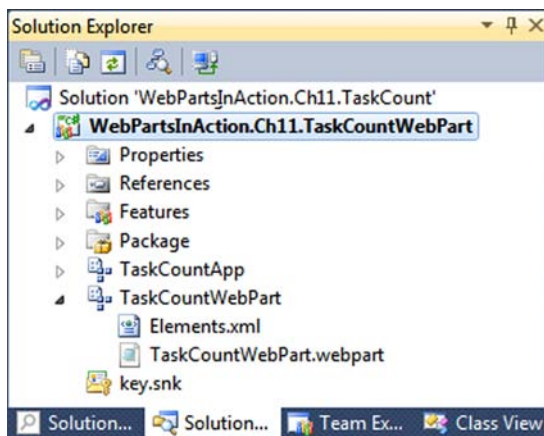 Solution Explorer
Solution 'WebPartsInAction.Ch11.TaskCount'
WebPartsInAction.Ch11.TaskCountWebPart
Properties
References
Features
Package
TaskCountApp
TaskCountWebPart
Elements.xml
TaskCountWebPart.webpart
key.snk
Solution... Solution... Team Ex... Class View